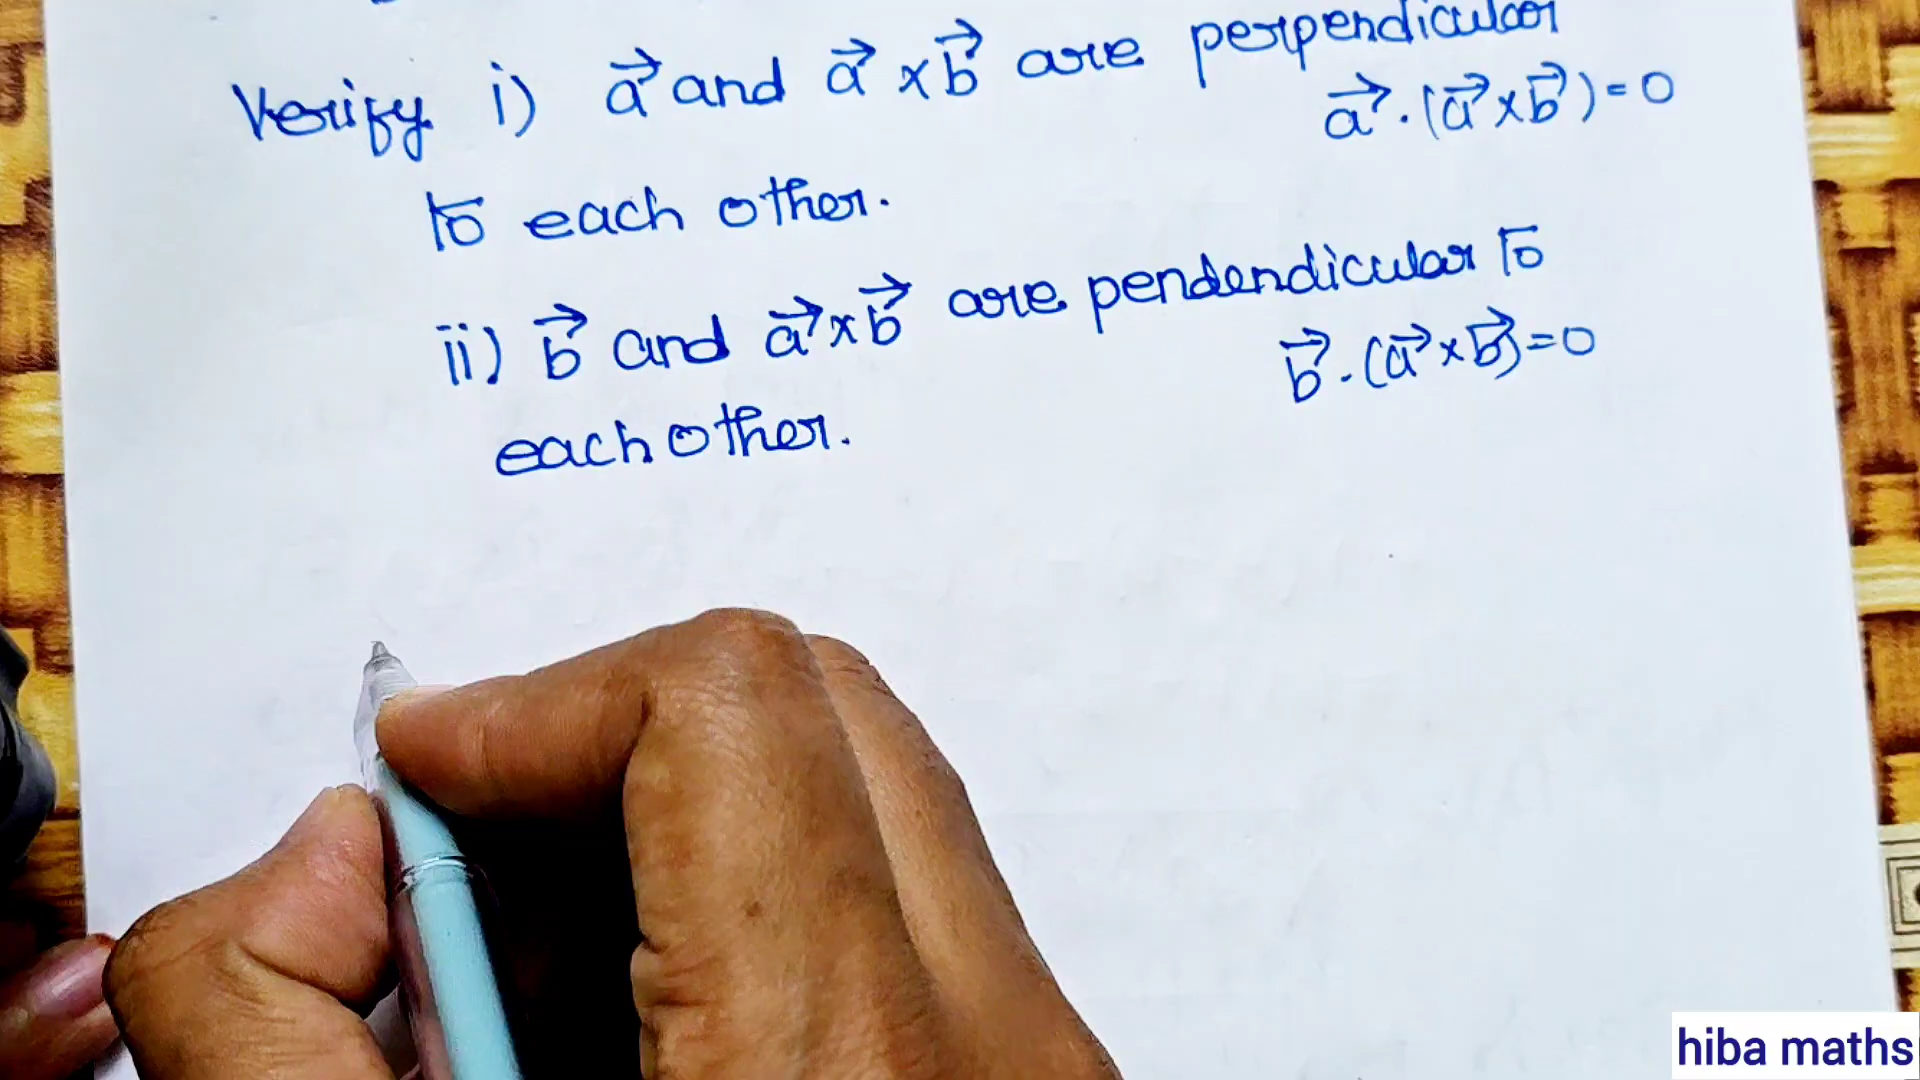 Verify i) a⃗ and a⃗ × b⃗ are perpendicular
a⃗ · (a⃗ × b⃗) = 0
to each other.
ii) b⃗ and a⃗ × b⃗ are pendendicular to
b⃗ · (a⃗ × b⃗) = 0
each other.
hiba maths